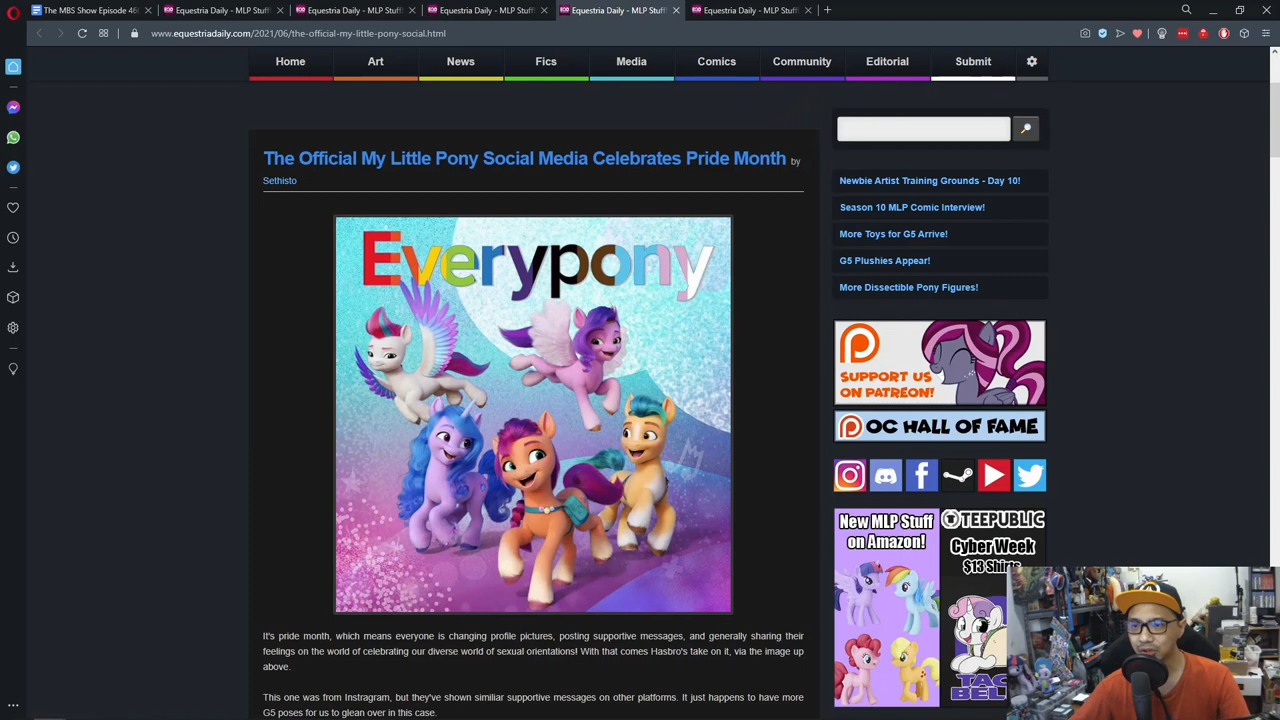 The MBS Show Episode 460
Equestria Daily - MLP Stuff
Equestria Daily - MLP Stuff
Equestria Daily - MLP Stuff
Equestria Daily - MLP Stuff
Equestria Daily - MLP Stuff
www.equestriadaily.com/2021/06/the-official-my-little-pony-social.html
Home
Art
News
Fics
Media
Comics
Community
Editorial
Submit
The Official My Little Pony Social Media Celebrates Pride Month by
Sethisto
Everypony
It's pride month, which means everyone is changing profile pictures, posting supportive messages, and generally sharing their
feelings on the world of celebrating our diverse world of sexual orientations! With that comes Hasbro's take on it, via the image up
above.
This one was from Instragram, but they've shown similiar supportive messages on other platforms. It just happens to have more
G5 poses for us to glean over in this case.
Newbie Artist Training Grounds - Day 10!
Season 10 MLP Comic Interview!
More Toys for G5 Arrive!
G5 Plushies Appear!
More Dissectible Pony Figures!
SUPPORT US
ON PATREON!
OC HALL OF FAME
New MLP Stuff
on Amazon!
TEEPUBLIC
Cyber Week
$13 Shirts
TAC
BEL